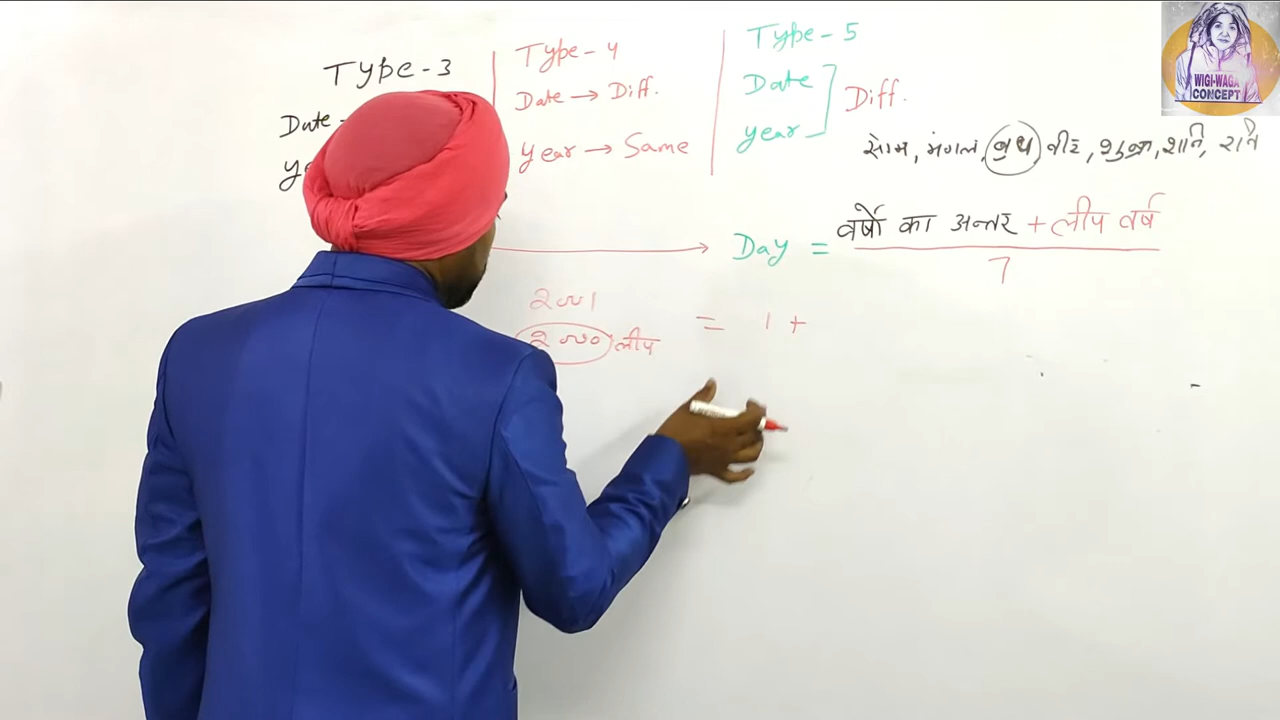 Type-3
Date
ye
Type-4
Date → Diff.
Year → Same
Type-5
Date
year
Diff.
सोम, मंगल, बुध वीर, शुक्र, शनि, रवि
Day = वर्षो का अन्तर + लीप वर्ष
7
2001
2000 लीप
= 1 +
WIGI-WAGA
CONCEPT